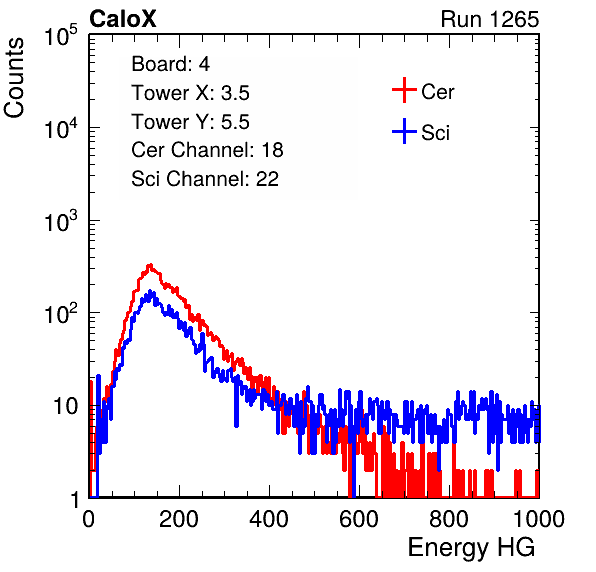 CaloX Run 1265
Counts
Board: 4
Tower X: 3.5
Tower Y: 5.5
Cer Channel: 18
Sci Channel: 22
Cer
Sci
10^5
10^4
10^3
10^2
10
1
0 200 400 600 800 1000
Energy HG